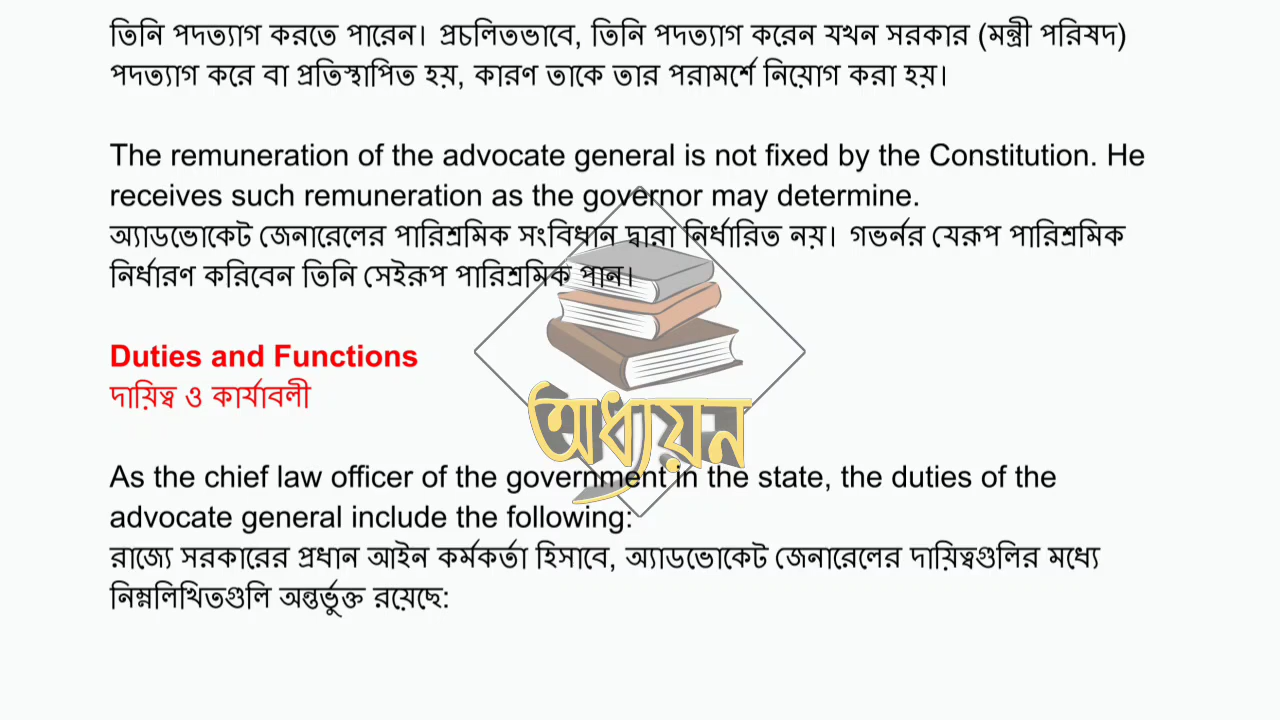 তিনি পদত্যাগ করতে পারেন। প্রচলিতভাবে, তিনি পদত্যাগ করেন যখন সরকার (মন্ত্রী পরিষদ)
পদত্যাগ করে বা প্রতিস্থাপিত হয়, কারণ তাকে তার পরামর্শে নিয়োগ করা হয়।
The remuneration of the advocate general is not fixed by the Constitution. He
receives such remuneration as the governor may determine.
অ্যাডভোকেট জেনারেলের পারিশ্রমিক সংবিধান দ্বারা নির্ধারিত নয়। গভর্নর যেরূপ পারিশ্রমিক
নির্ধারণ করিবেন তিনি সেইরূপ পারিশ্রমিক পান।
Duties and Functions
দায়িত্ব ও কার্যাবলী
অধ্যয়ন
As the chief law officer of the government in the state, the duties of the
advocate general include the following:
রাজ্যে সরকারের প্রধান আইন কর্মকর্তা হিসাবে, অ্যাডভোকেট জেনারেলের দায়িত্বগুলির মধ্যে
নিম্নলিখিতগুলি অন্তর্ভুক্ত রয়েছে: